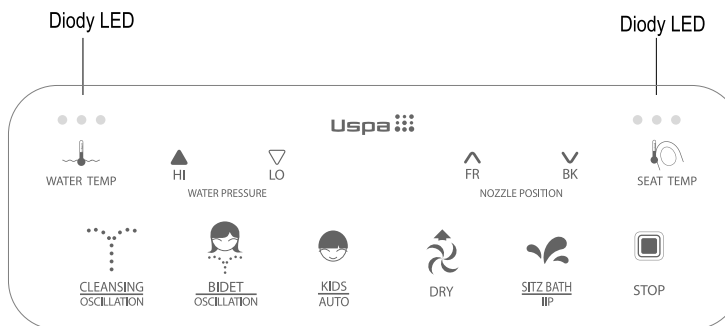 Diody LED
Diody LED
Uspa
WATER TEMP
HI
LO
WATER PRESSURE
FR
BK
NOZZLE POSITION
SEAT TEMP
CLEANSING
OSCILLATION
BIDET
OSCILLATION
KIDS
AUTO
DRY
SITZ BATH
IIP
STOP